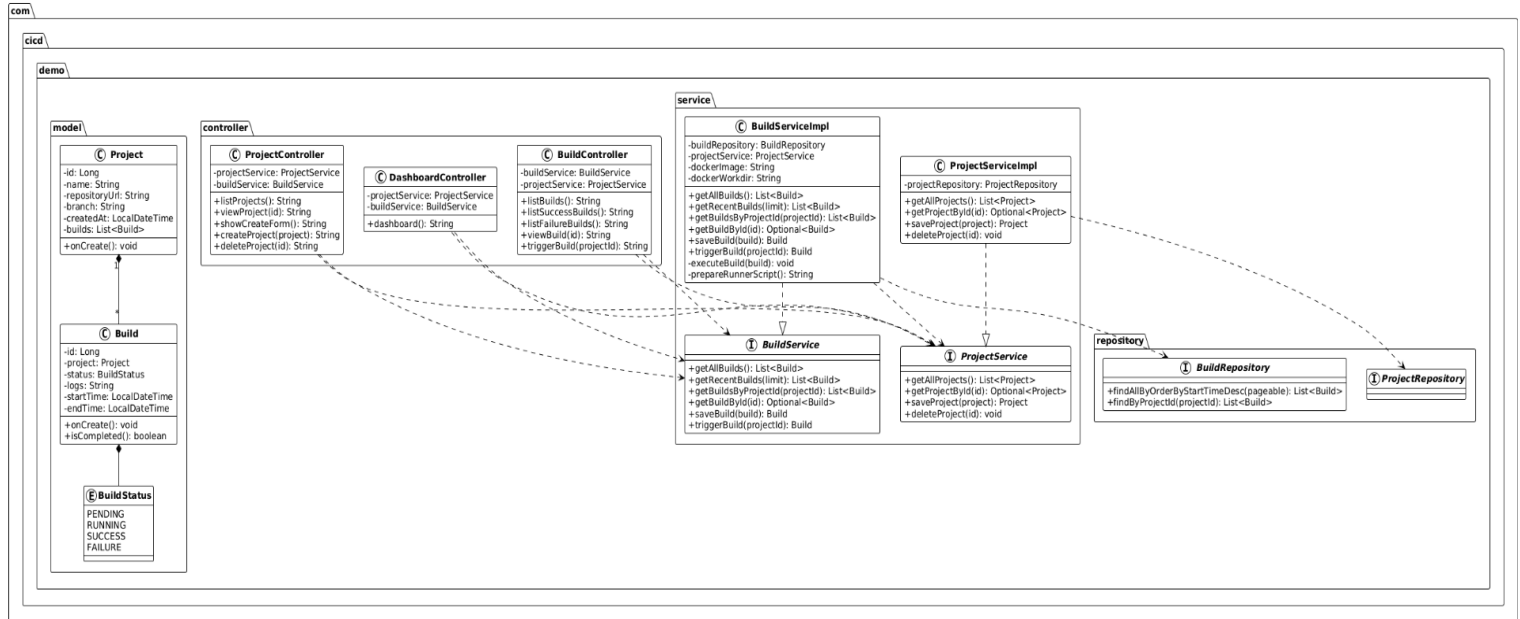 com
cicd
demo
model
C Project
-id: Long
-name: String
-repositoryUrl: String
-branch: String
-createdAt: LocalDateTime
-builds: List<Build>
+onCreate(): void
1
*
C Build
-id: Long
-project: Project
-status: BuildStatus
-logs: String
-startTime: LocalDateTime
-endTime: LocalDateTime
+onCreate(): void
+isCompleted(): boolean
E BuildStatus
PENDING
RUNNING
SUCCESS
FAILURE
controller
C ProjectController
-projectService: ProjectService
-buildService: BuildService
+listProjects(): String
+viewProject(id): String
+showCreateForm(): String
+createProject(project): String
+deleteProject(id): String
C DashboardController
-projectService: ProjectService
-buildService: BuildService
+dashboard(): String
C BuildController
-buildService: BuildService
-projectService: ProjectService
+listBuilds(): String
+listSuccessBuilds(): String
+listFailureBuilds(): String
+viewBuild(id): String
+triggerBuild(projectId): String
service
C BuildServiceImpl
-buildRepository: BuildRepository
-projectService: ProjectService
-dockerImage: String
-dockerWorkdir: String
+getAllBuilds(): List<Build>
+getRecentBuilds(limit): List<Build>
+getBuildsByProjectId(projectId): List<Build>
+getBuildById(id): Optional<Build>
+saveBuild(build): Build
+triggerBuild(projectId): Build
-executeBuild(build): void
-prepareRunnerScript(): String
C ProjectServiceImpl
-projectRepository: ProjectRepository
+getAllProjects(): List<Project>
+getProjectById(id): Optional<Project>
+saveProject(project): Project
+deleteProject(id): void
I BuildService
+getAllBuilds(): List<Build>
+getRecentBuilds(limit): List<Build>
+getBuildsByProjectId(projectId): List<Build>
+getBuildById(id): Optional<Build>
+saveBuild(build): Build
+triggerBuild(projectId): Build
I ProjectService
+getAllProjects(): List<Project>
+getProjectById(id): Optional<Project>
+saveProject(project): Project
+deleteProject(id): void
repository
I BuildRepository
+findAllByOrderByStartTimeDesc(pageable): List<Build>
+findByProjectId(projectId): List<Build>
I ProjectRepository